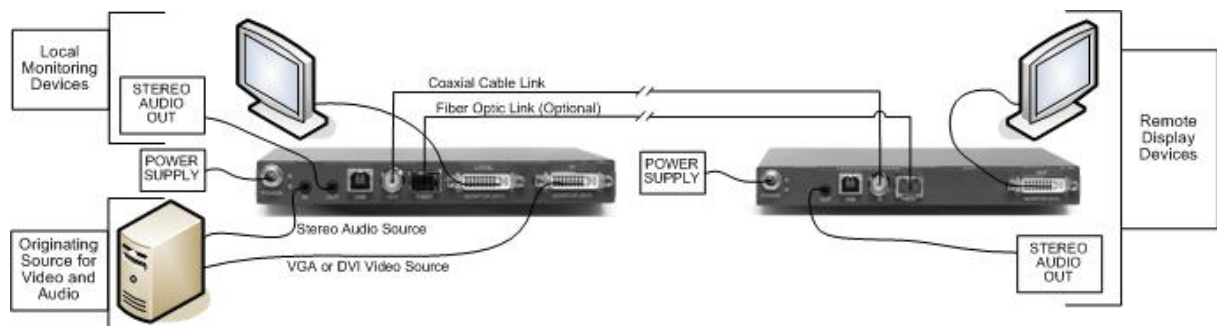 Local
Monitoring
Devices
STEREO
AUDIO
OUT
POWER
SUPPLY
Coaxial Cable Link
Fiber Optic Link (Optional)
Stereo Audio Source
VGA or DVI Video Source
Originating
Source for
Video and
Audio
POWER
SUPPLY
STEREO
AUDIO
OUT
Remote
Display
Devices